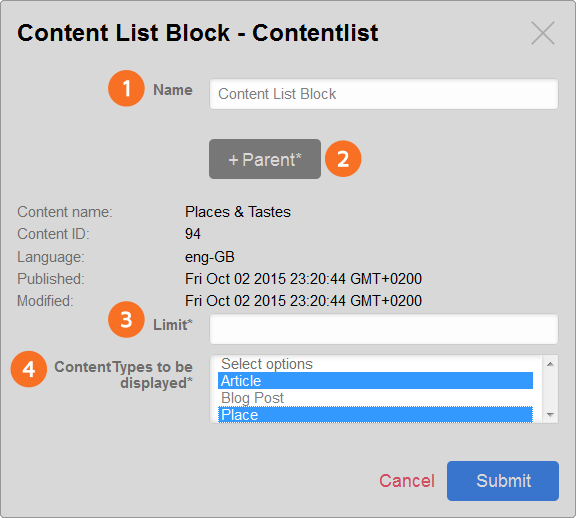 Content List Block - Contentlist
1 Name Content List Block
+ Parent* 2
Content name: Places & Tastes
Content ID: 94
Language: eng-GB
Published: Fri Oct 02 2015 23:20:44 GMT+0200
Modified: Fri Oct 02 2015 23:20:44 GMT+0200
3 Limit*
4 ContentTypes to be
displayed*
Select options
Article
Blog Post
Place
Cancel Submit